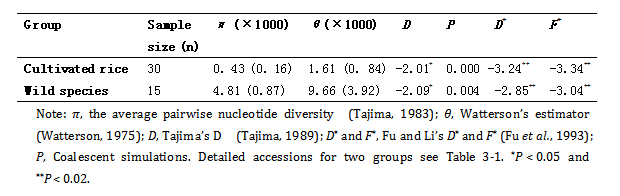 Group Sample size (n) π (×1000) θ (×1000) D P D* F*
Cultivated rice 30 0.43 (0.16) 1.61 (0.84) −2.01* 0.000 −3.24** −3.34**
Wild species 15 4.81 (0.87) 9.66 (3.92) −2.09* 0.004 −2.85** −3.04**
Note: π, the average pairwise nucleotide diversity (Tajima, 1983); θ, Watterson's estimator
(Watterson, 1975); D, Tajima's D (Tajima, 1989); D* and F*, Fu and Li's D* and F* (Fu et al., 1993);
P, Coalescent simulations. Detailed accessions for two groups see Table 3-1. *P < 0.05 and
**P < 0.02.